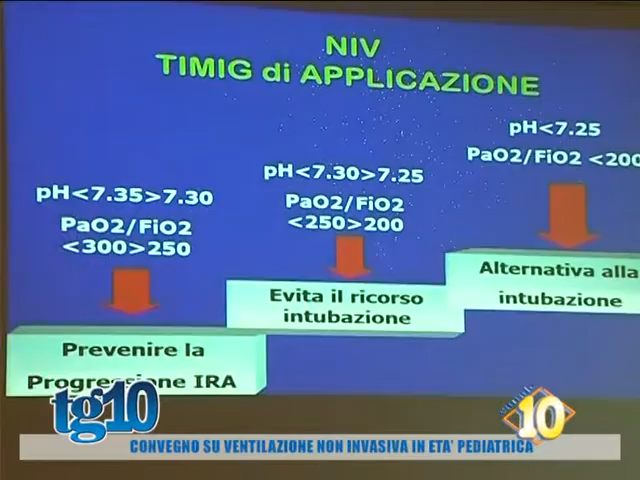 NIV
TIMIG di APPLICAZIONE
pH<7.25
PaO2/FiO2 <200
pH<7.30>7.25
PaO2/FiO2
<250>200
pH<7.35>7.30
PaO2/FiO2
<300>250
Alternativa alla
intubazione
Evita il ricorso
intubazione
Prevenire la
Progressione IRA
tg10
canale
10
CONVEGNO SU VENTILAZIONE NON INVASIVA IN ETA' PEDIATRICA